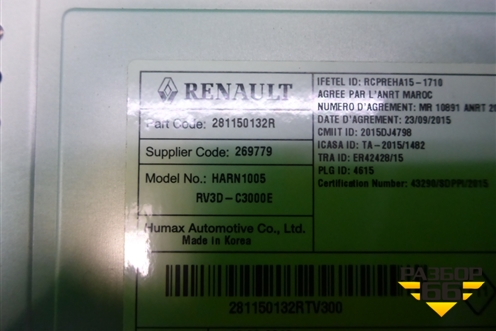 RENAULT
Part Code: 281150132R
Supplier Code: 269779
Model No.: HARN1005
RV3D-C3000E
Humax Automotive Co., Ltd.
Made in Korea
281150132RTV300
IFETEL ID: RCPREHA15-1710
AGREE PAR L'ANRT MAROC
NUMERO D'AGREMENT: MR 10891 ANRT
DATE D'AGREMENT: 23/09/2015
CMIIT ID: 2015DJ4798
ICASA ID: TA-2015/1482
TRA ID: ER42428/15
PLG ID: 4615
Certification Number: 43290/SDPPI/2015
РАЗБОР
66